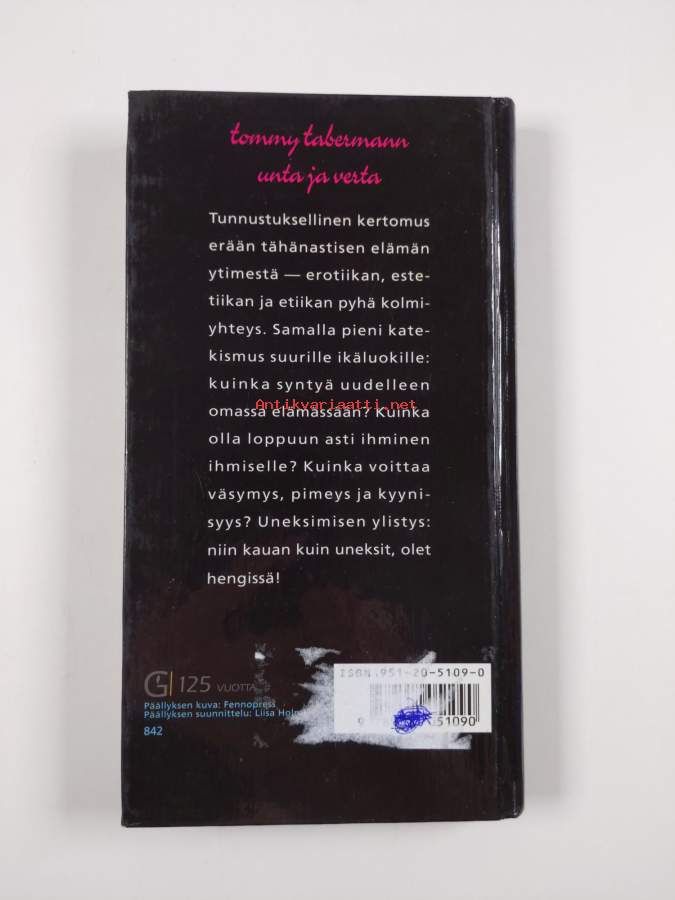 tommy tabermann
unta ja verta
Tunnustuksellinen kertomus
erään tähänastisen elämän
ytimestä — erotiikan, este-
tiikan ja etiikan pyhä kolmi-
yhteys. Samalla pieni kate-
kismus suurille ikäluokille:
kuinka syntyä uudelleen
Antikvariaatti.net
omassa elämässään? Kuinka
olla loppuun asti ihminen
ihmiselle? Kuinka voittaa
väsymys, pimeys ja kyyni-
syys? Uneksimisen ylistys:
niin kauan kuin uneksit, olet
hengissä!
ISBN 951-20-5109-0
G 125 VUOTTA
Päällyksen kuva: Fennopress
Päällyksen suunnittelu: Liisa
842
9
51090